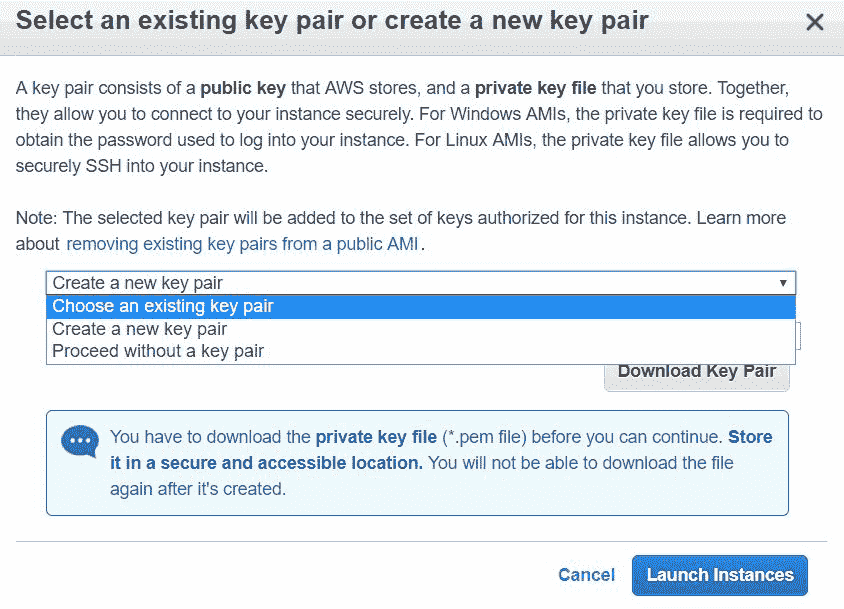 Select an existing key pair or create a new key pair
A key pair consists of a public key that AWS stores, and a private key file that you store. Together,
they allow you to connect to your instance securely. For Windows AMIs, the private key file is required to
obtain the password used to log into your instance. For Linux AMIs, the private key file allows you to
securely SSH into your instance.
Note: The selected key pair will be added to the set of keys authorized for this instance. Learn more
about removing existing key pairs from a public AMI.
Create a new key pair
Choose an existing key pair
Create a new key pair
Proceed without a key pair
Download Key Pair
You have to download the private key file (*.pem file) before you can continue. Store
it in a secure and accessible location. You will not be able to download the file
again after it's created.
Cancel Launch Instances